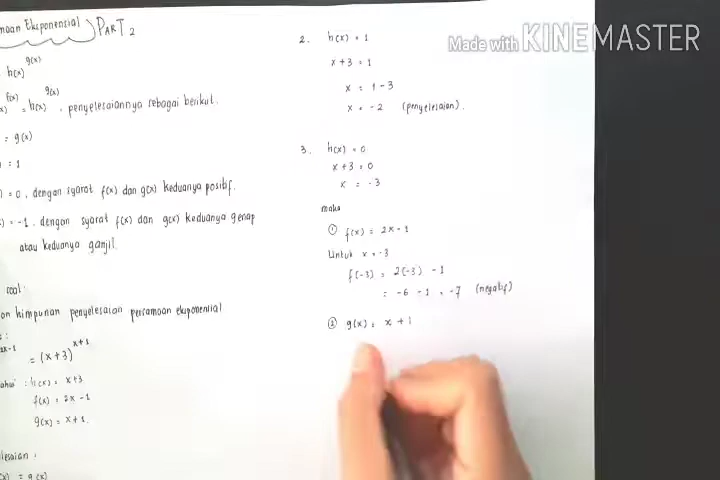 Eksponensial) PART 2
h(x)^g(x)
f(x) = h(x)^g(x), penyelesaiannya sebagai berikut.
= g(x)
= 1
= 0, dengan syarat f(x) dan g(x) keduanya positif.
= -1, dengan syarat f(x) dan g(x) keduanya genap
atau keduanya ganjil.
soal:
himpunan penyelesaian persamaan eksponential
2x-1 = (x+3)^x+1
: h(x) = x+3
f(x) = 2x-1
g(x) = x+1.
= g(x)
2. h(x) = 1
x+3 = 1
x = 1-3
x = -2 (penyelesaian).
3. h(x) = 0
x+3 = 0
x = -3
maka
① f(x) = 2x-1
Untuk x = -3
f(-3) = 2(-3) -1
= -6 -1 = -7 (negatif)
② g(x) = x + 1
Made with KINEMASTER